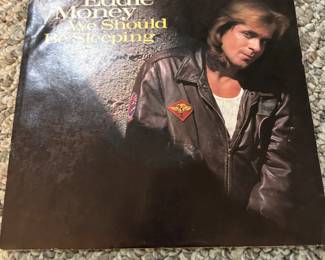 Eddie
Money
We Should
Be Sleeping